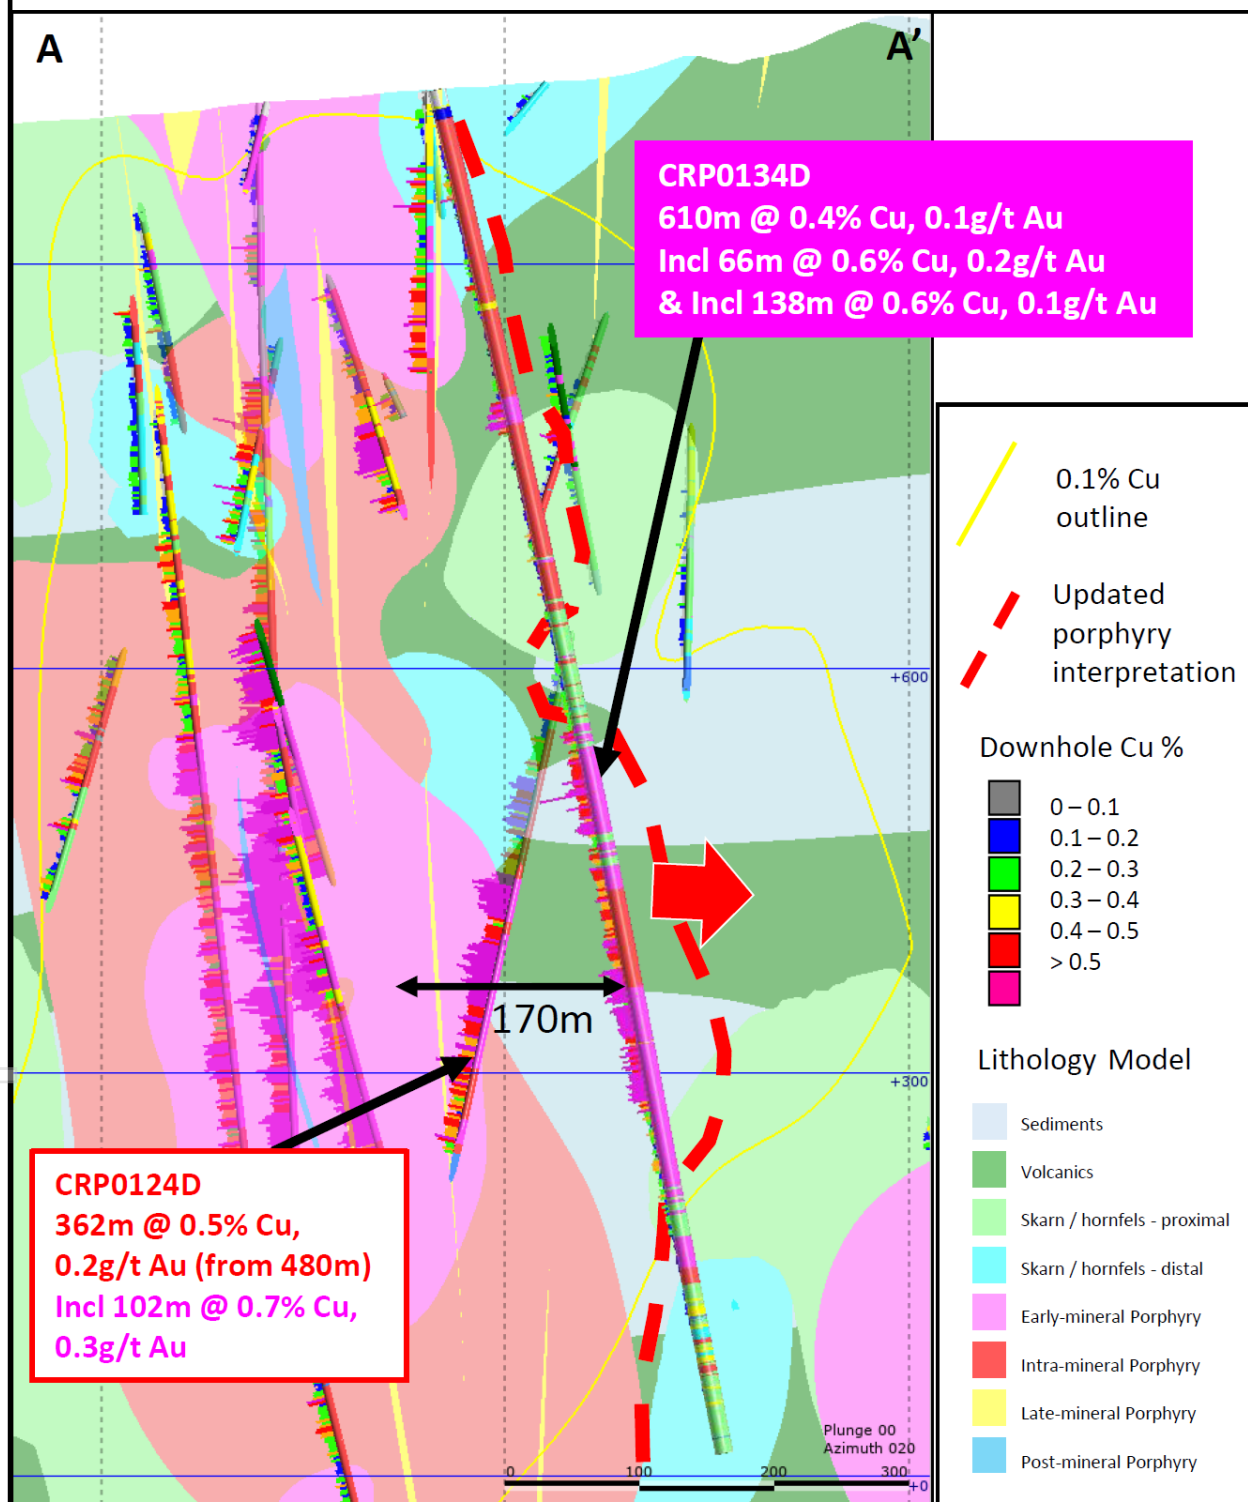 A
A’
CRP0134D
610m @ 0.4% Cu, 0.1g/t Au
Incl 66m @ 0.6% Cu, 0.2g/t Au
& Incl 138m @ 0.6% Cu, 0.1g/t Au
0.1% Cu
outline
Updated
porphyry
interpretation
+600
Downhole Cu %
0 – 0.1
0.1 – 0.2
0.2 – 0.3
0.3 – 0.4
0.4 – 0.5
> 0.5
170m
+300
Lithology Model
Sediments
Volcanics
Skarn / hornfels - proximal
Skarn / hornfels - distal
Early-mineral Porphyry
Intra-mineral Porphyry
Late-mineral Porphyry
Post-mineral Porphyry
CRP0124D
362m @ 0.5% Cu,
0.2g/t Au (from 480m)
Incl 102m @ 0.7% Cu,
0.3g/t Au
Plunge 00
Azimuth 020
0 100 200 300
+0